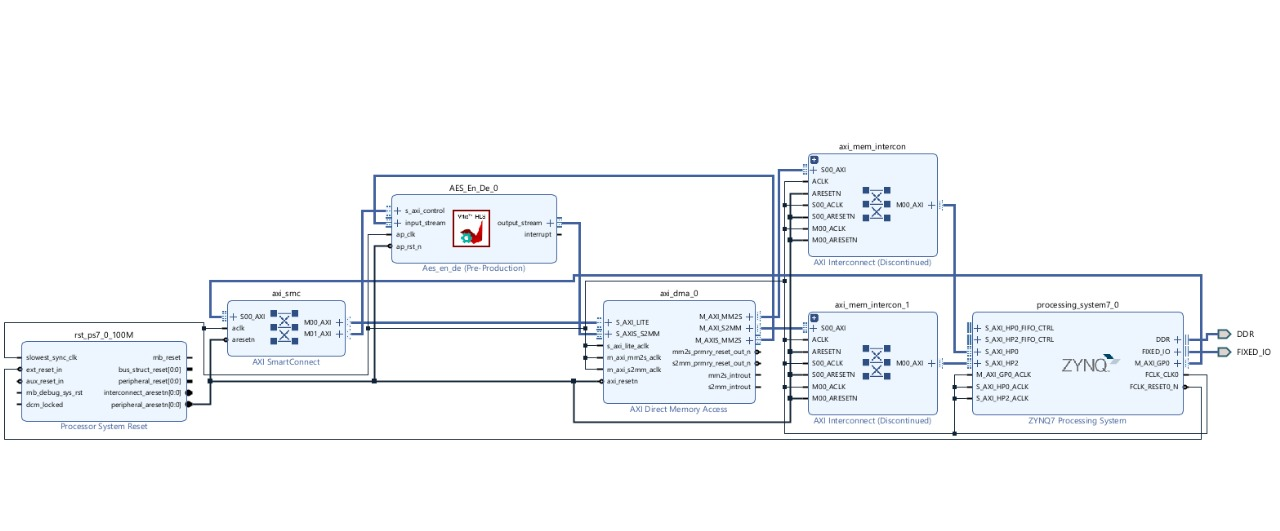 axi_mem_intercon
S00_AXI
ACLK
ARESETN
S00_ACLK
S00_ARESETN
M00_ACLK
M00_ARESETN
M00_AXI
AXI Interconnect (Discontinued)
AES_En_De_0
s_axi_control
input_stream
ap_clk
ap_rst_n
output_stream
interrupt
Aes_en_de (Pre-Production)
axi_smc
S00_AXI
aclk
aresetn
M00_AXI
M01_AXI
AXI SmartConnect
rst_ps7_0_100M
slowest_sync_clk
ext_reset_in
aux_reset_in
mb_debug_sys_rst
dcm_locked
mb_reset
bus_struct_reset[0:0]
peripheral_reset[0:0]
interconnect_aresetn[0:0]
peripheral_aresetn[0:0]
Processor System Reset
axi_dma_0
S_AXI_LITE
S_AXIS_S2MM
s_axi_lite_aclk
m_axi_mm2s_aclk
m_axi_s2mm_aclk
axi_resetn
M_AXI_MM2S
M_AXI_S2MM
M_AXIS_MM2S
mm2s_prmry_reset_out_n
s2mm_prmry_reset_out_n
mm2s_introut
s2mm_introut
AXI Direct Memory Access
axi_mem_intercon_1
S00_AXI
ACLK
ARESETN
S00_ACLK
S00_ARESETN
M00_ACLK
M00_ARESETN
M00_AXI
AXI Interconnect (Discontinued)
processing_system7_0
S_AXI_HP0_FIFO_CTRL
S_AXI_HP2_FIFO_CTRL
S_AXI_HP0
S_AXI_HP2
M_AXI_GP0_ACLK
S_AXI_HP0_ACLK
S_AXI_HP2_ACLK
ZYNQ
DDR
FIXED_IO
M_AXI_GP0
FCLK_CLK0
FCLK_RESET0_N
ZYNQ7 Processing System
DDR
FIXED_IO